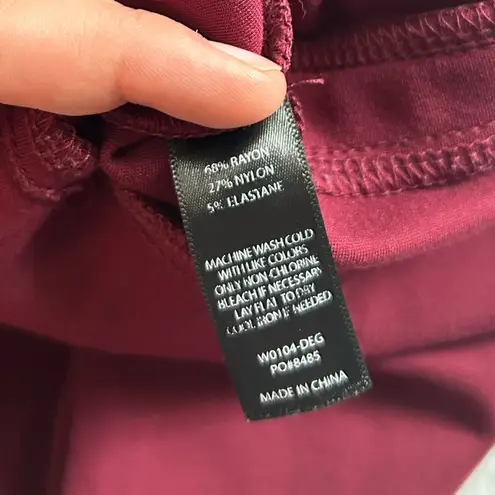 68% RAYON
27% NYLON
5% ELASTANE
MACHINE WASH COLD
WITH LIKE COLORS
ONLY NON-CHLORINE
BLEACH IF NECESSARY
LAY FLAT TO DRY
COOL IRON IF NEEDED
W0104-DEG
PO#8485
MADE IN CHINA